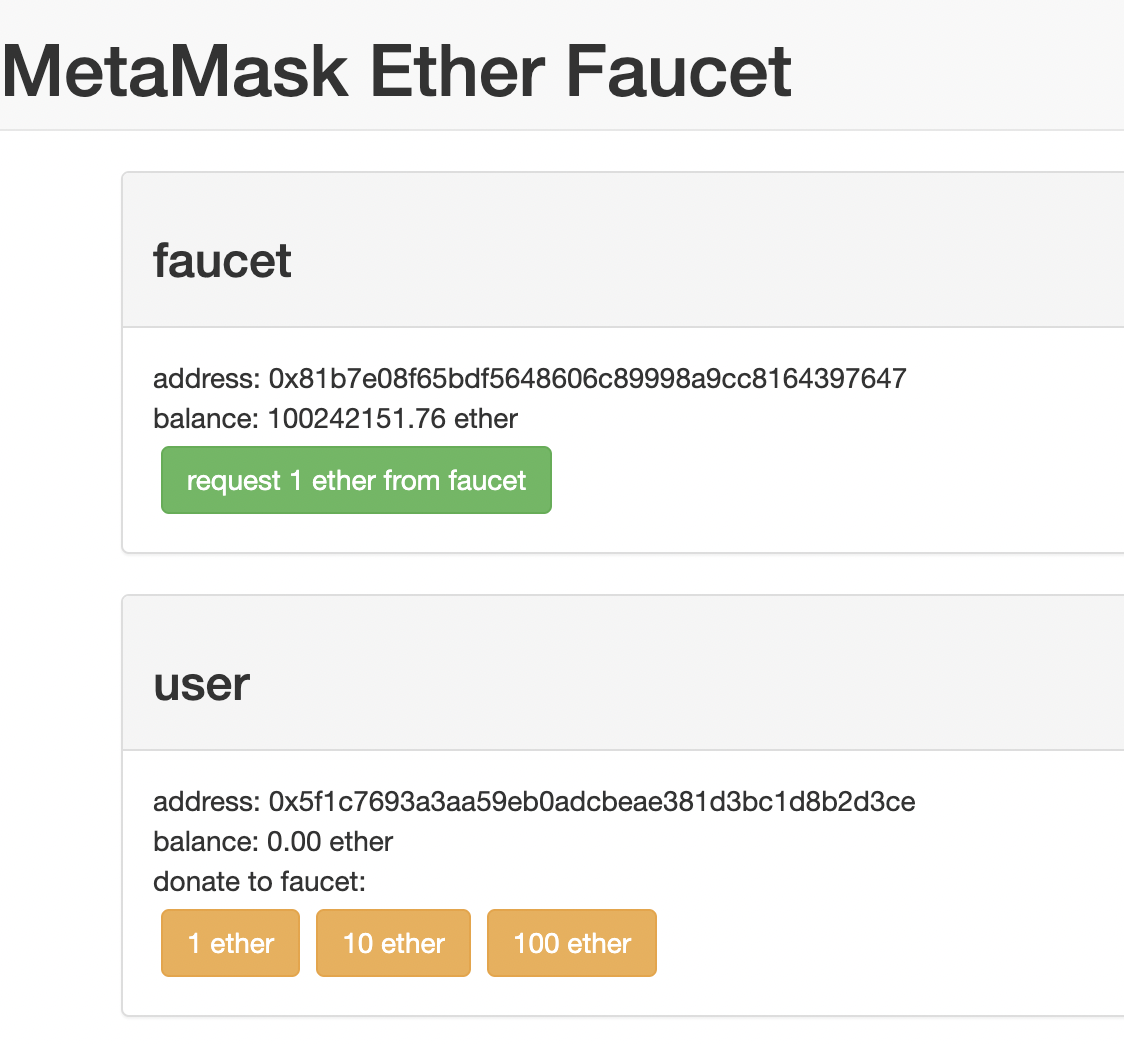 MetaMask Ether Faucet
faucet
address: 0x81b7e08f65bdf5648606c89998a9cc8164397647
balance: 100242151.76 ether
request 1 ether from faucet
user
address: 0x5f1c7693a3aa59eb0adcbeae381d3bc1d8b2d3ce
balance: 0.00 ether
donate to faucet:
1 ether 10 ether 100 ether